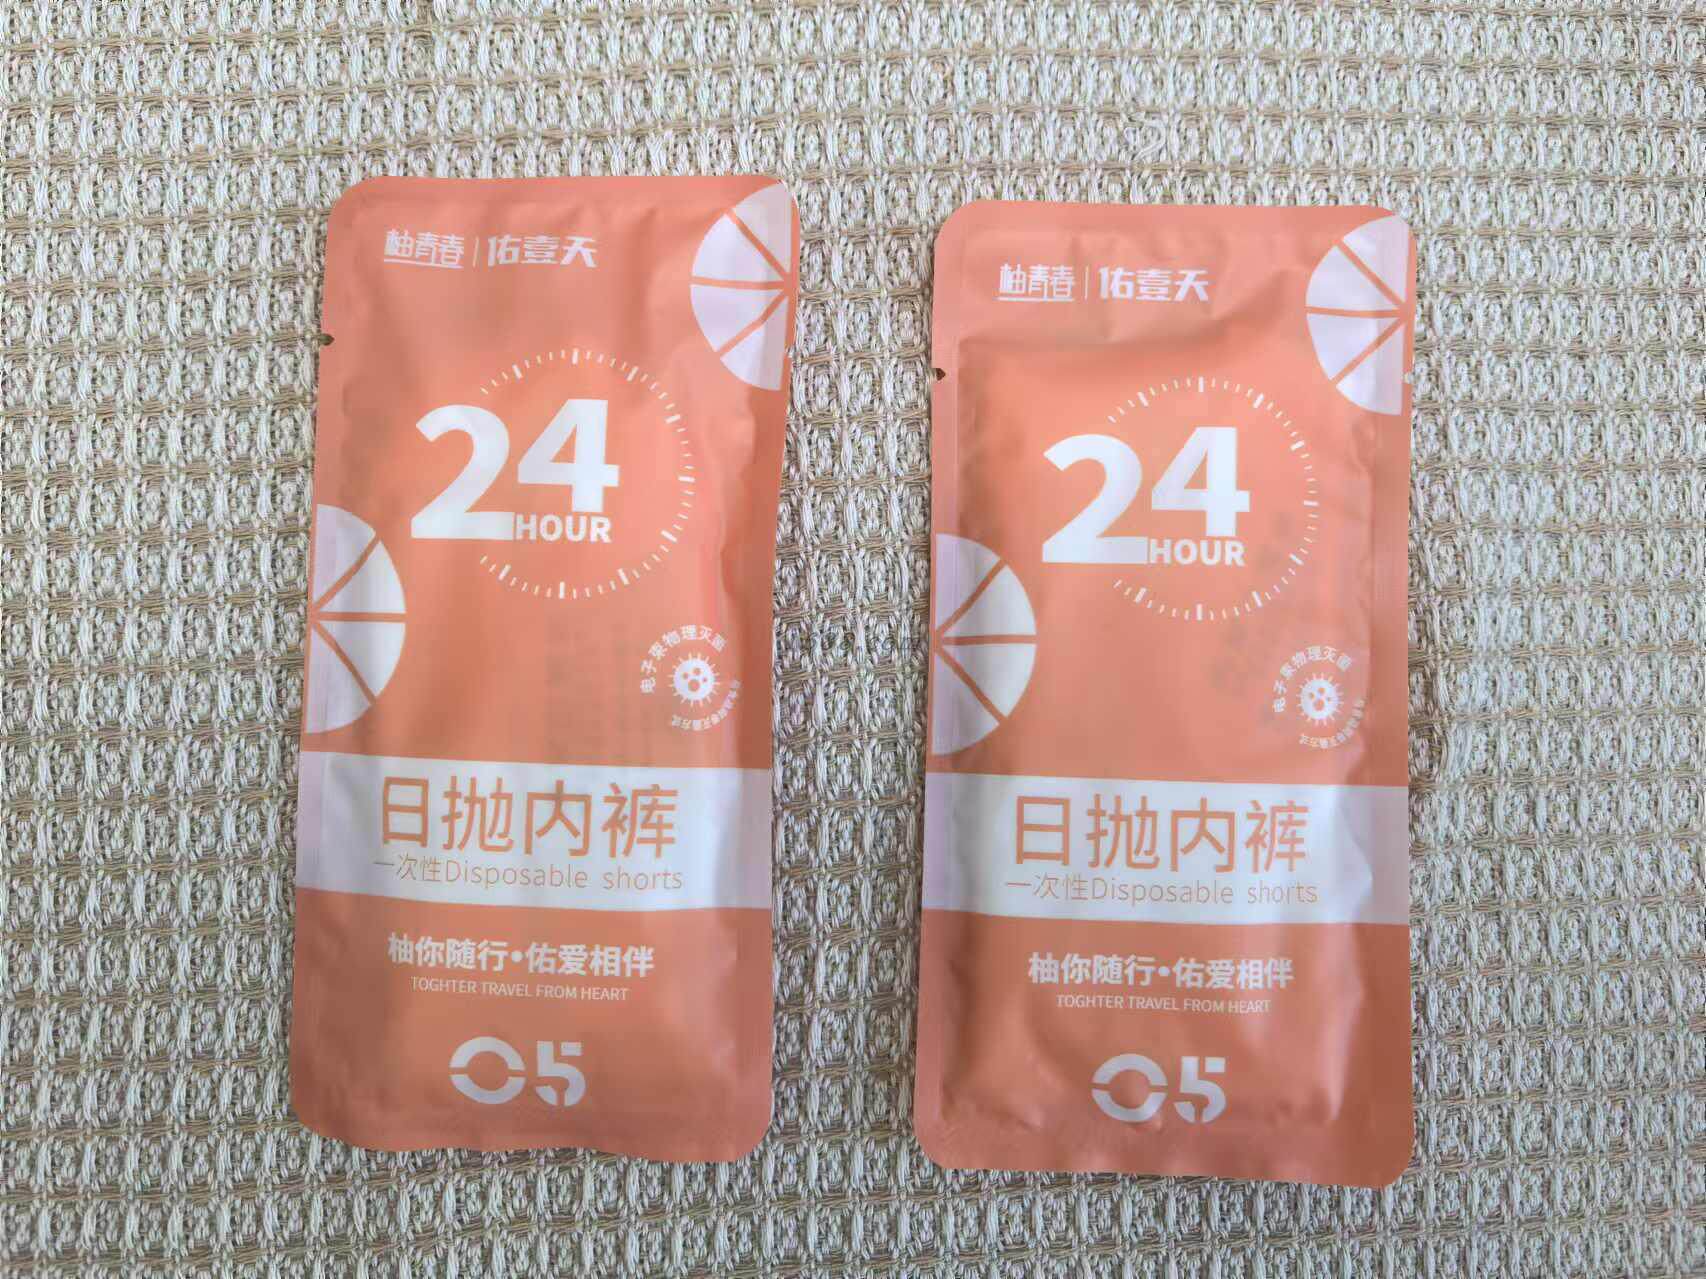 柚青春 | 佑壹天
24
HOUR
电子束物理灭菌
日抛内裤
一次性Disposable shorts
柚你随行•佑爱相伴
TOGHTER TRAVEL FROM HEART
05
柚青春 | 佑壹天
24
HOUR
电子束物理灭菌
日抛内裤
一次性Disposable shorts
柚你随行•佑爱相伴
TOGHTER TRAVEL FROM HEART
05